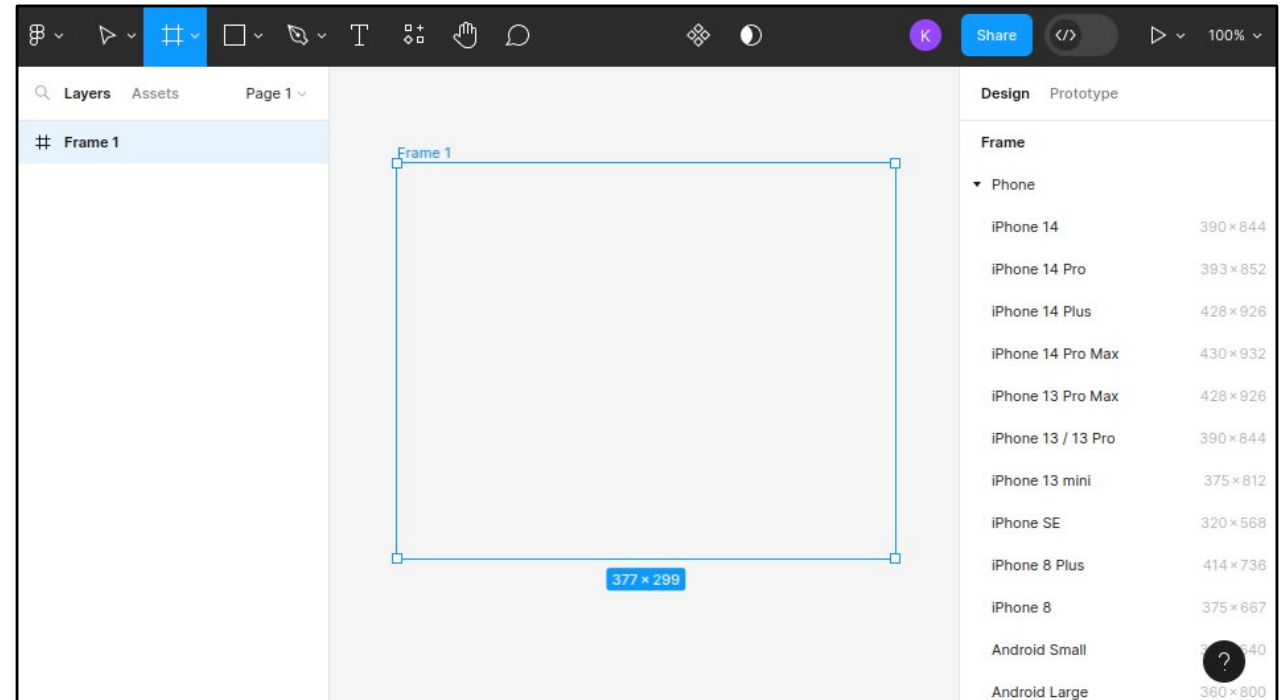 K Share 100%
Layers Assets Page 1
Frame 1
Frame 1
377 × 299
Design Prototype
Frame
Phone
iPhone 14 390×844
iPhone 14 Pro 393×852
iPhone 14 Plus 428×926
iPhone 14 Pro Max 430×932
iPhone 13 Pro Max 428×926
iPhone 13 / 13 Pro 390×844
iPhone 13 mini 375×812
iPhone SE 320×568
iPhone 8 Plus 414×736
iPhone 8 375×667
Android Small
?
Android Large 360×800